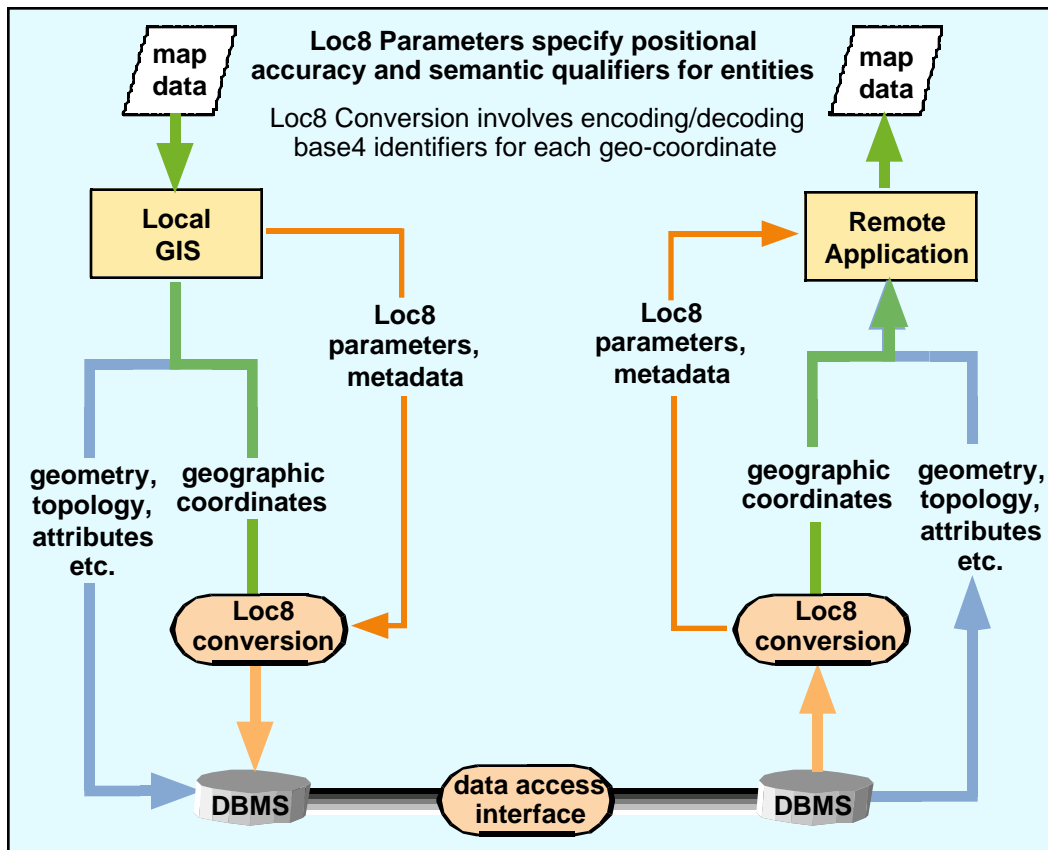 map
data
Loc8 Parameters specify positional
accuracy and semantic qualifiers for entities
Loc8 Conversion involves encoding/decoding
base4 identifiers for each geo-coordinate
map
data
Local
GIS
Remote
Application
Loc8
parameters,
metadata
Loc8
parameters,
metadata
geometry,
topology,
attributes
etc.
geographic
coordinates
geographic
coordinates
geometry,
topology,
attributes
etc.
Loc8
conversion
Loc8
conversion
DBMS
data access
interface
DBMS